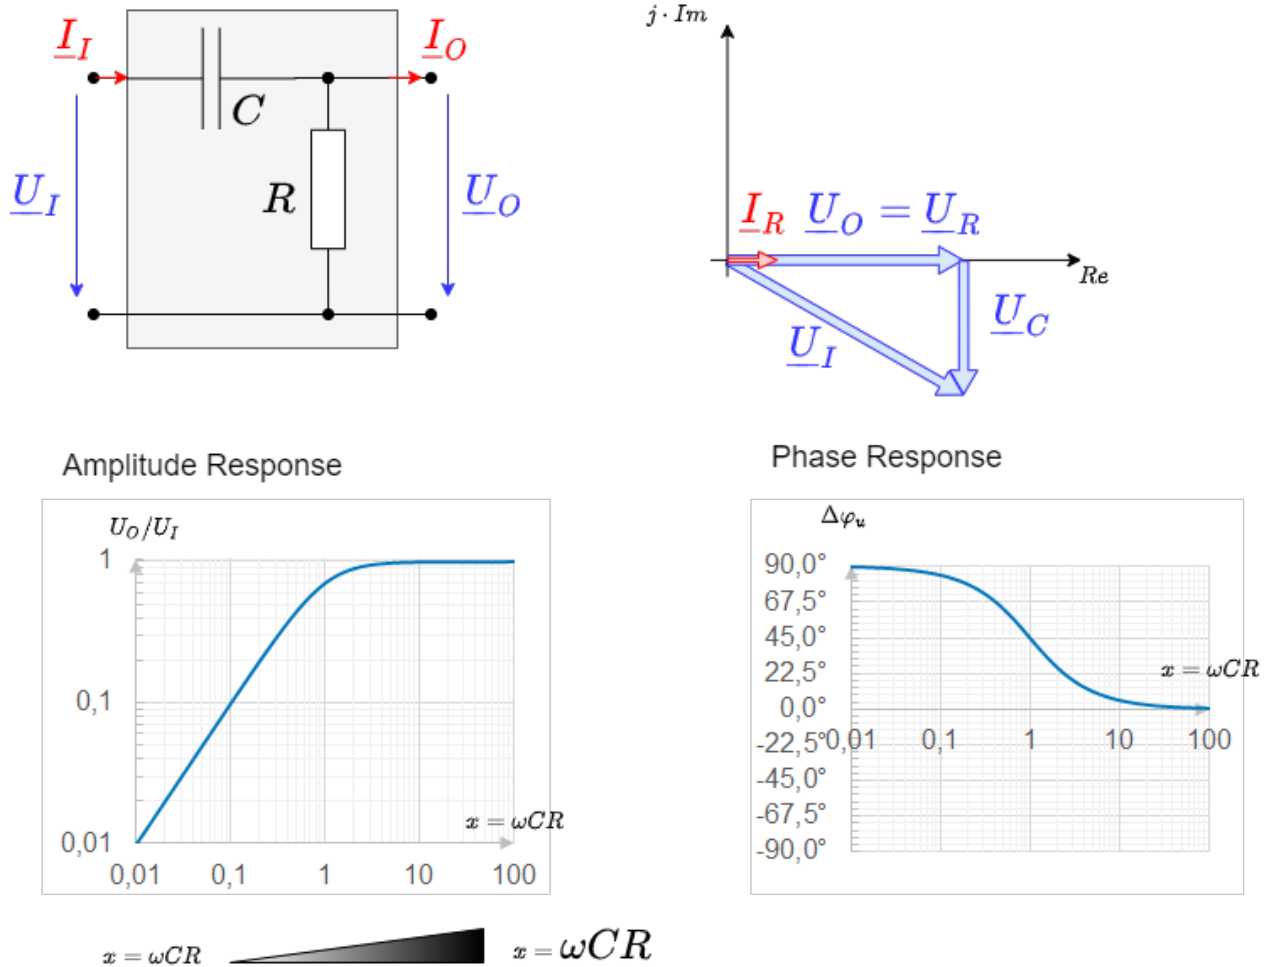 I_I
I_O
C
R
U_I
U_O
j · Im
I_R
U_O = U_R
Re
U_C
U_I
Amplitude Response
U_O/U_I
1
0,1
0,01
x = ωCR
0,01 0,1 1 10 100
Phase Response
Δφ_u
90,0°
67,5°
45,0°
22,5°
x = ωCR
0,0°
-22,5°
0,01 0,1 1 10 100
-45,0°
-67,5°
-90,0°
x = ωCR
x = ωCR